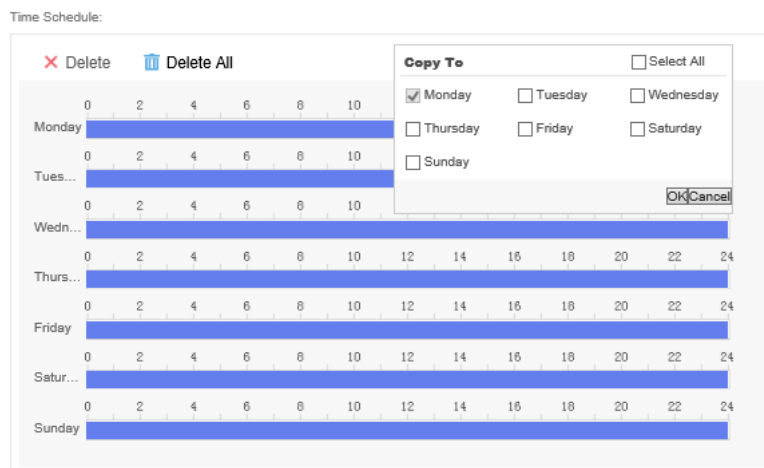 Time Schedule:
Delete Delete All
Copy To Select All
Monday Tuesday Wednesday
Thursday Friday Saturday
Sunday
OK Cancel
0 2 4 6 8 10
Monday
0 2 4 6 8 10
Tues...
0 2 4 6 8 10
Wedn...
0 2 4 6 8 10 12 14 16 18 20 22 24
Thurs...
0 2 4 6 8 10 12 14 16 18 20 22 24
Friday
0 2 4 6 8 10 12 14 16 18 20 22 24
Satur...
0 2 4 6 8 10 12 14 16 18 20 22 24
Sunday